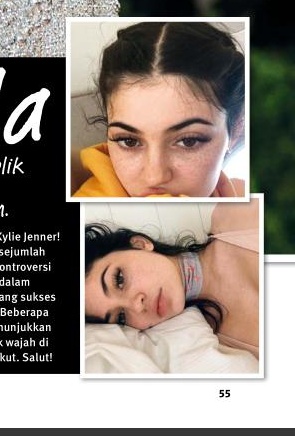 la
lik
n.
Kylie Jenner!
sejumlah
ontroversi
dalam
ang sukses
Beberapa
nunjukkan
k wajah di
kut. Salut!
55